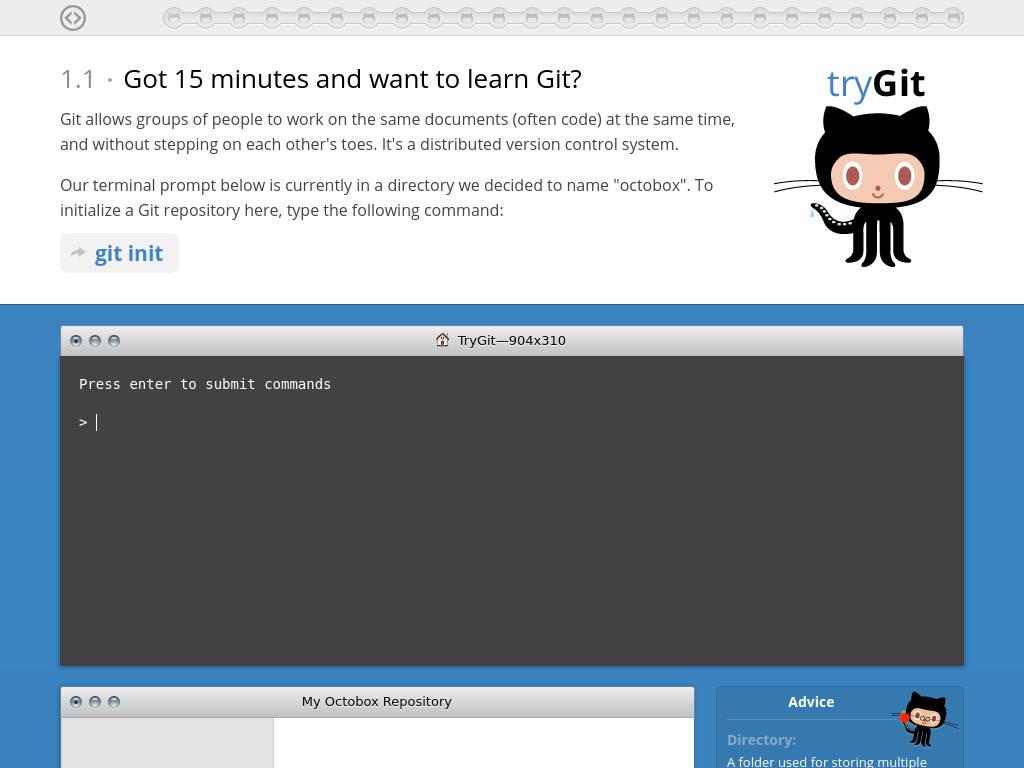 1.1 · Got 15 minutes and want to learn Git?
tryGit
Git allows groups of people to work on the same documents (often code) at the same time,
and without stepping on each other's toes. It's a distributed version control system.
Our terminal prompt below is currently in a directory we decided to name "octobox". To
initialize a Git repository here, type the following command:
git init
TryGit—904x310
Press enter to submit commands
>
My Octobox Repository
Advice
Directory:
A folder used for storing multiple